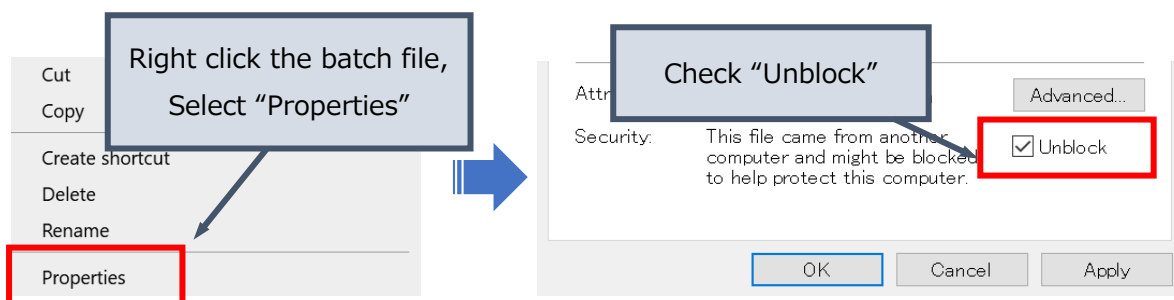 Right click the batch file,
Select “Properties”
Cut
Copy
Create shortcut
Delete
Rename
Properties
Check “Unblock”
Attr
Advanced...
Security:
This file came from another
computer and might be blocked
to help protect this computer.
Unblock
OK
Cancel
Apply